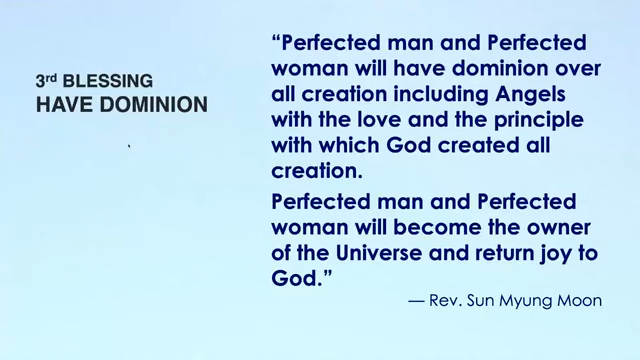 3rd BLESSING
HAVE DOMINION
“Perfected man and Perfected
woman will have dominion over
all creation including Angels
with the love and the principle
with which God created all
creation.
Perfected man and Perfected
woman will become the owner
of the Universe and return joy to
God.”
— Rev. Sun Myung Moon